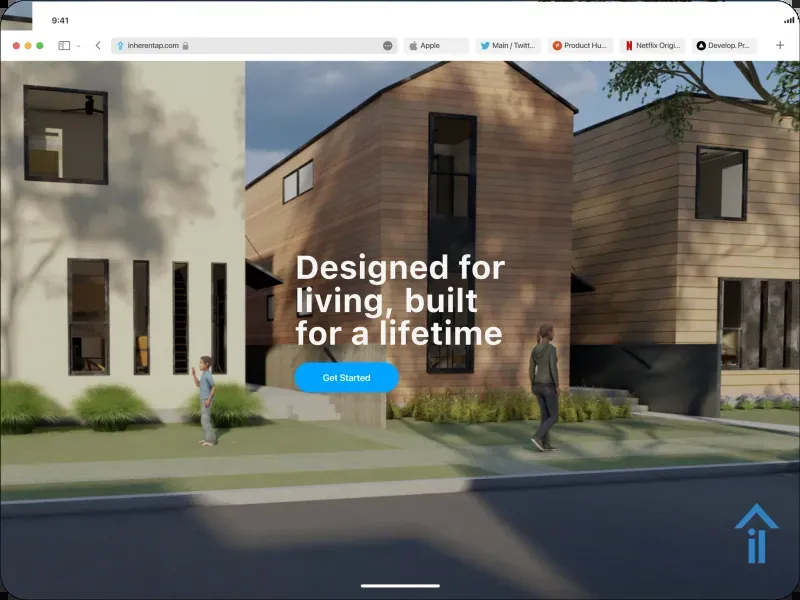 9:41
inherentap.com
Apple
Main / Twitt...
Product Hu...
Netflix Origi...
Develop. Pr...
Designed for
living, built
for a lifetime
Get Started
il